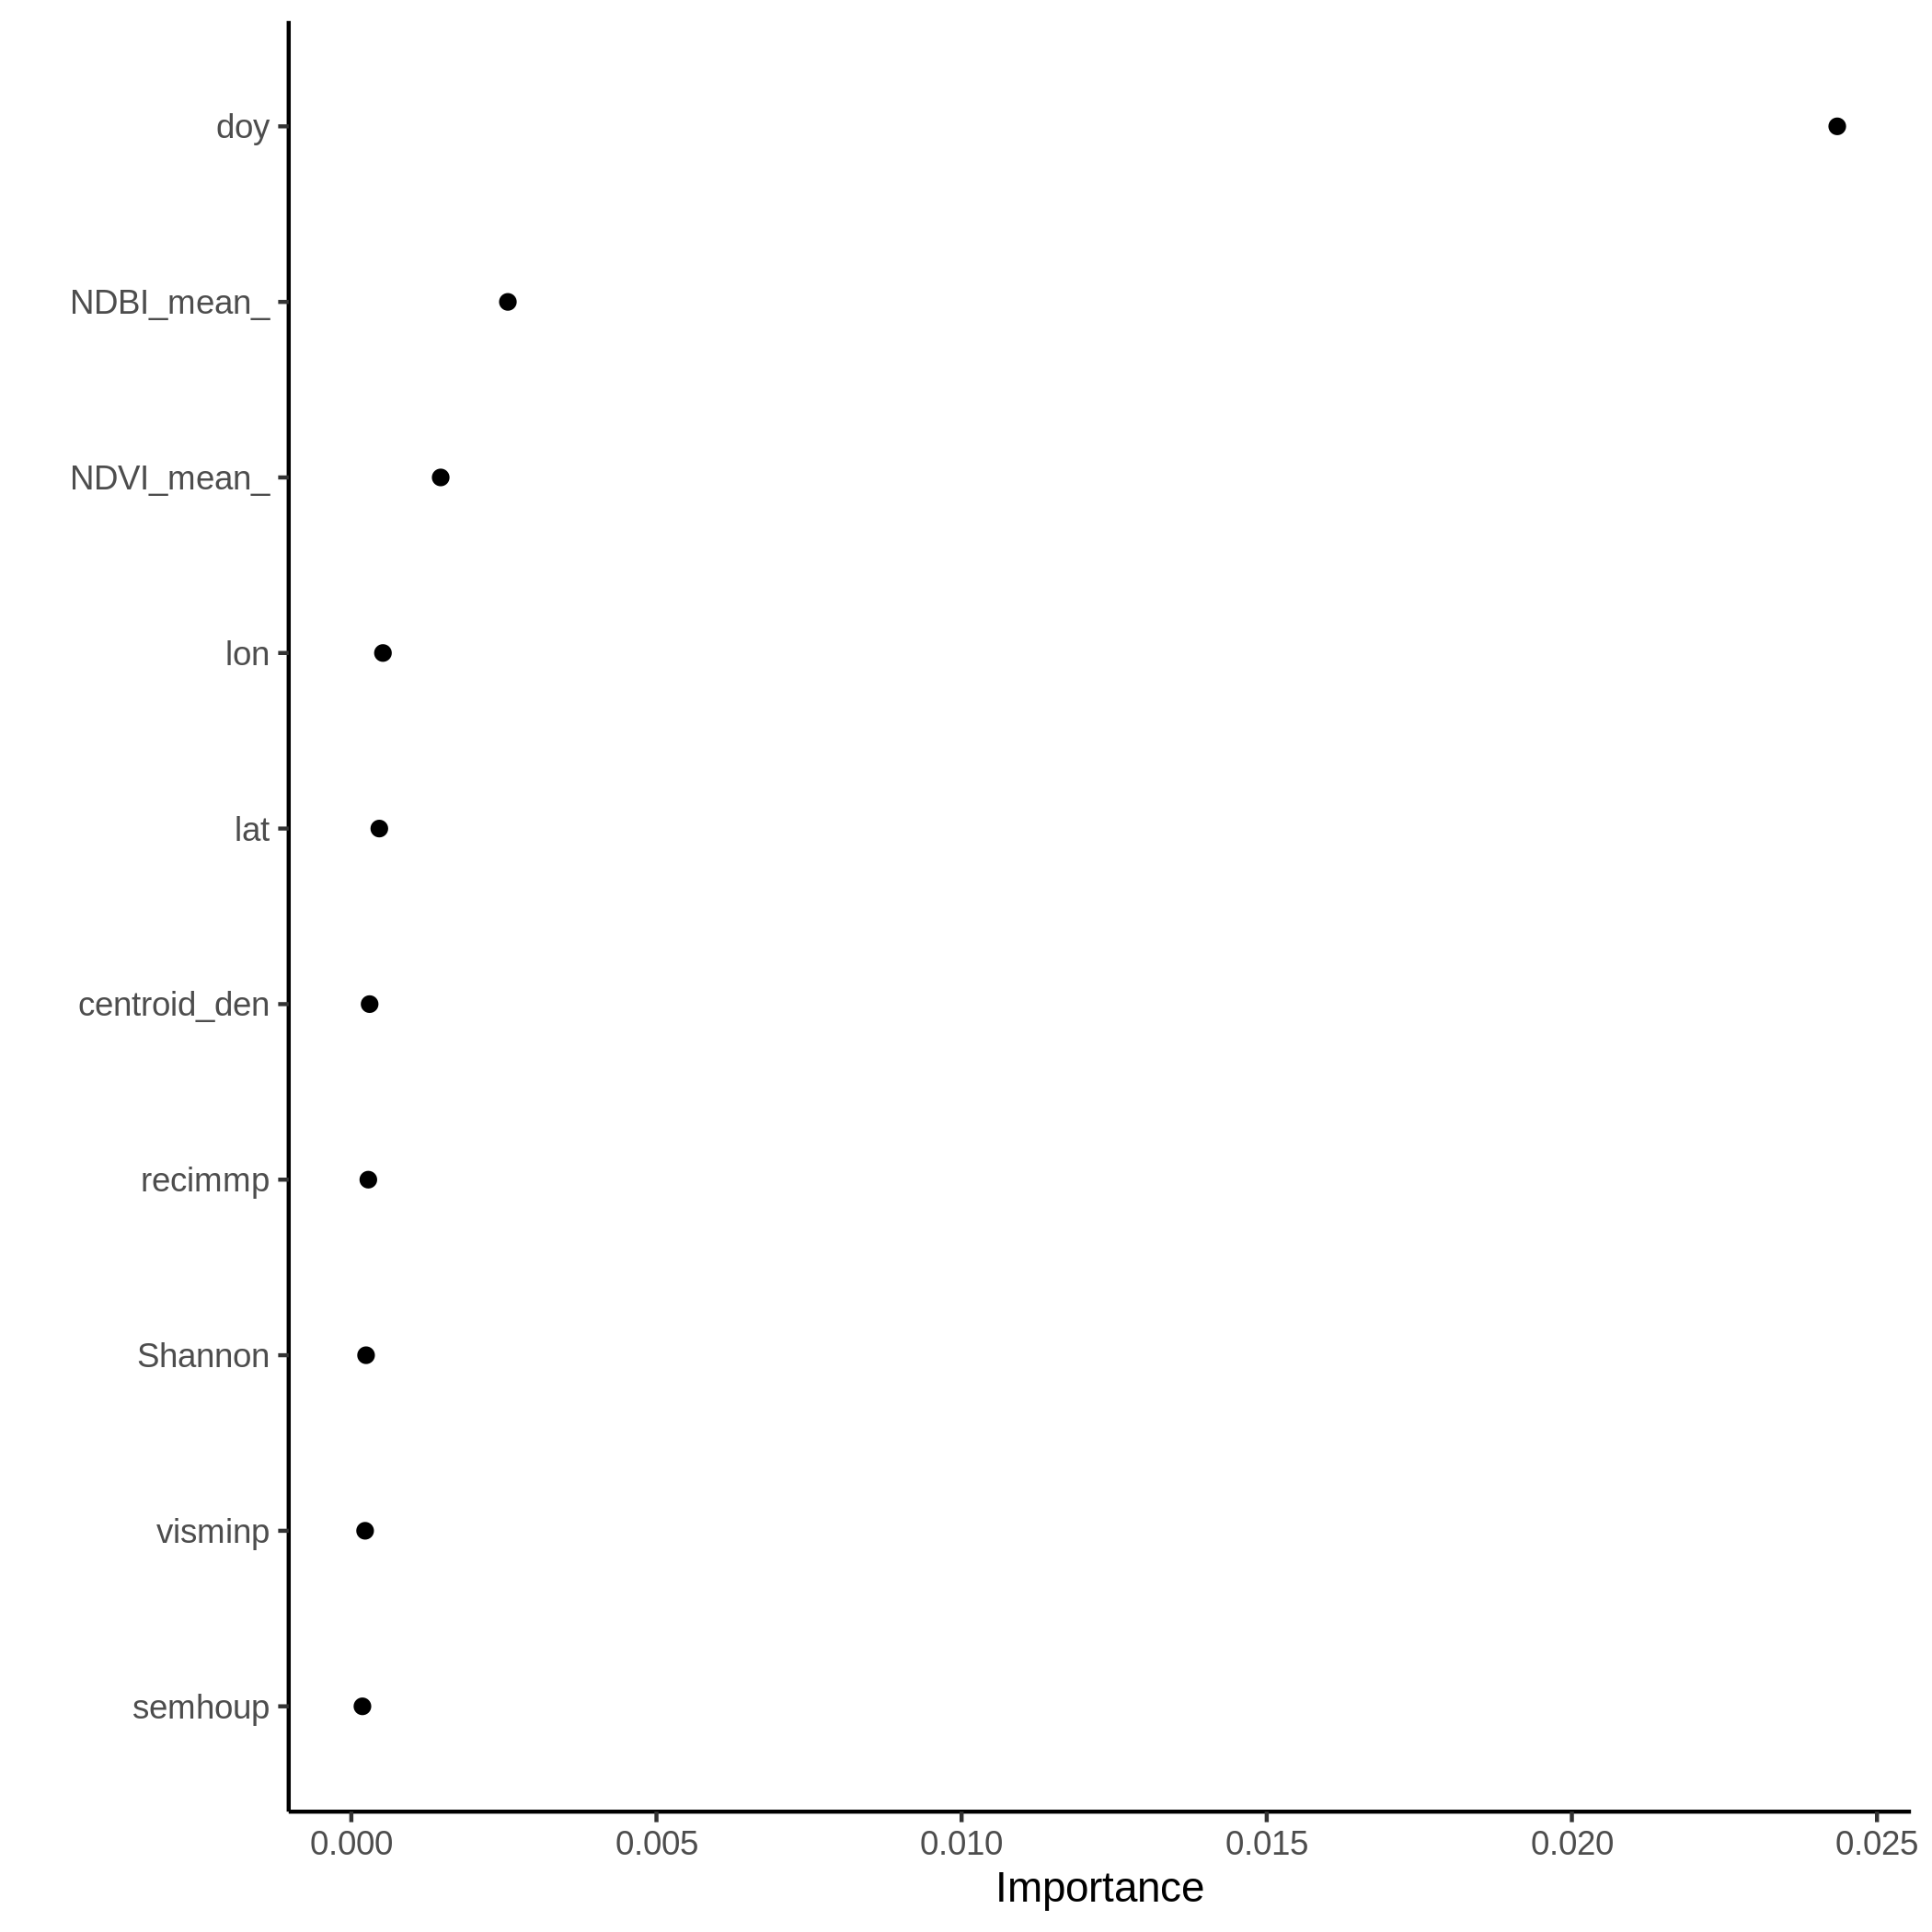 doy
NDBI_mean_
NDVI_mean_
lon
lat
centroid_den
recimmp
Shannon
visminp
semhoup
0.000 0.005 0.010 0.015 0.020 0.025
Importance